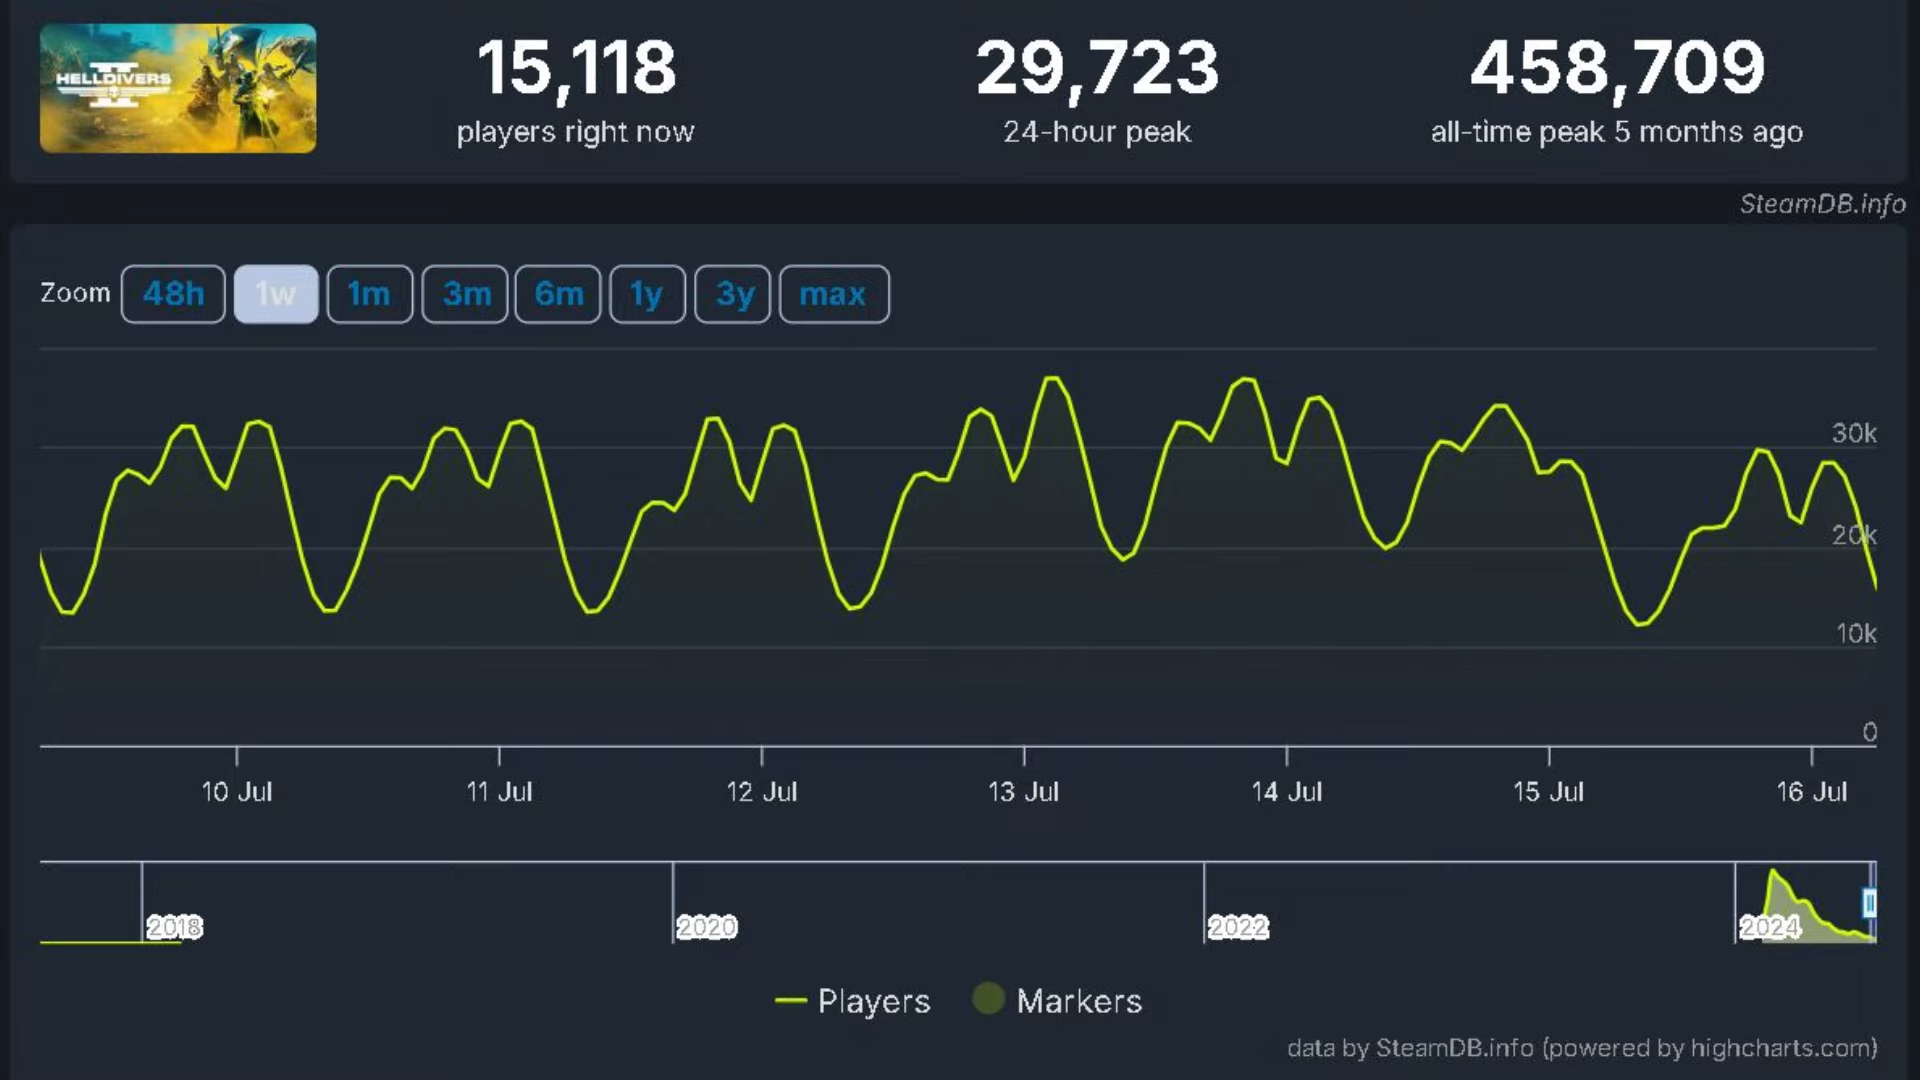 HELLDIVERS
II
15,118
players right now
29,723
24-hour peak
458,709
all-time peak 5 months ago
SteamDB.info
Zoom 48h 1w 1m 3m 6m 1y 3y max
30k
20k
10k
0
10 Jul 11 Jul 12 Jul 13 Jul 14 Jul 15 Jul 16 Jul
2018 2020 2022 2024
Players Markers
data by SteamDB.info (powered by highcharts.com)